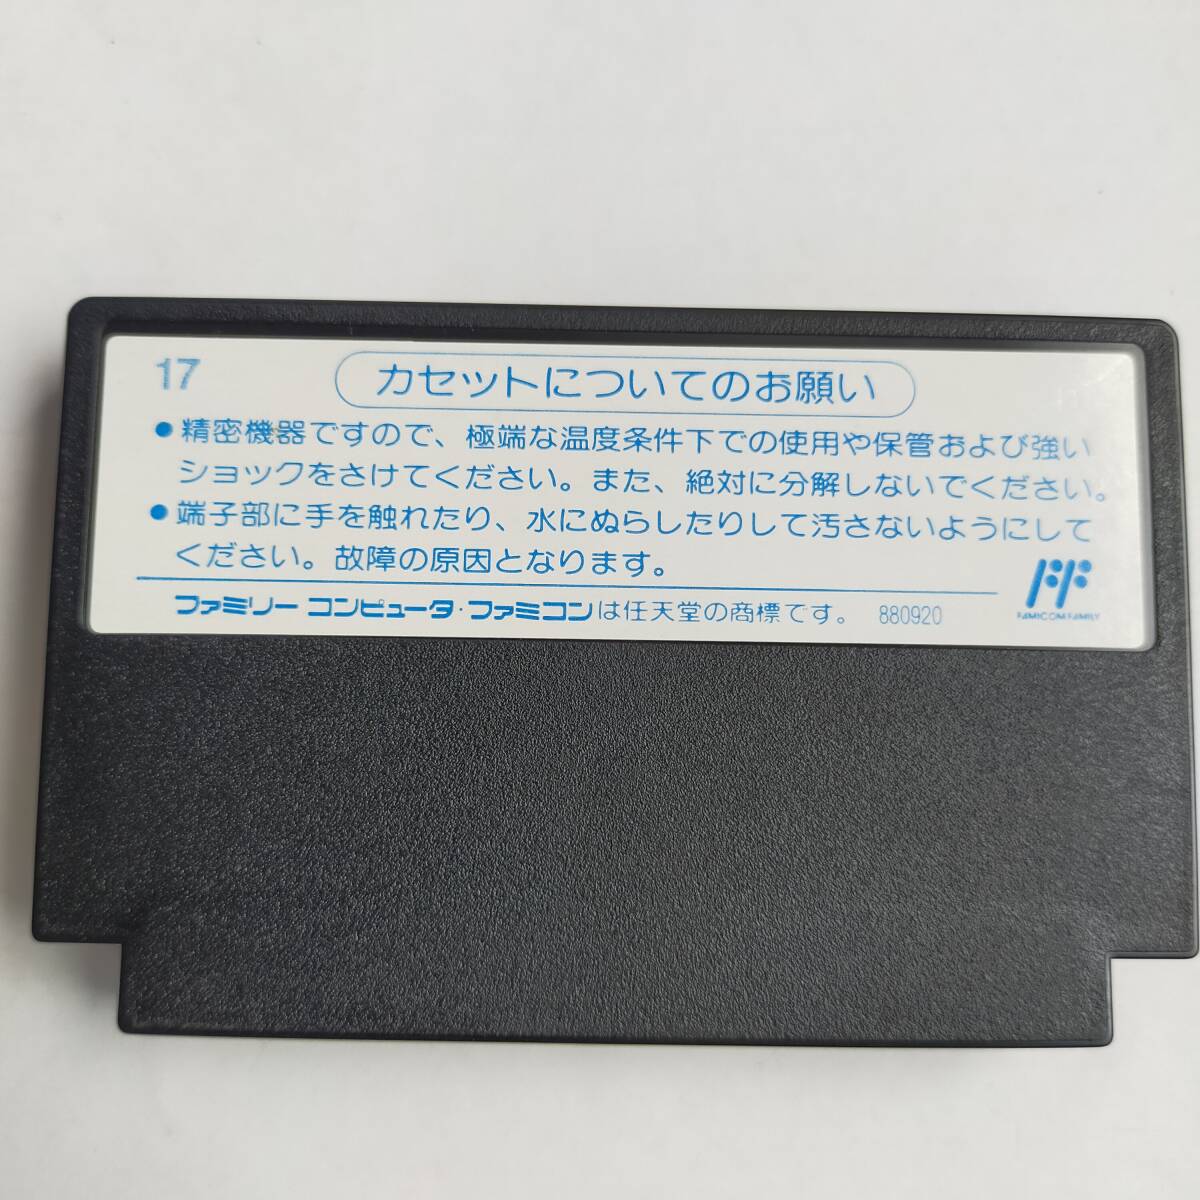 17
カセットについてのお願い
●精密機器ですので、極端な温度条件下での使用や保管および強い
ショックをさけてください。また、絶対に分解しないでください。
●端子部に手を触れたり、水にぬらしたりして汚さないようにして
ください。故障の原因となります。
FAMICOM FAMILY
ファミリー コンピュータ・ファミコンは任天堂の商標です。 880920